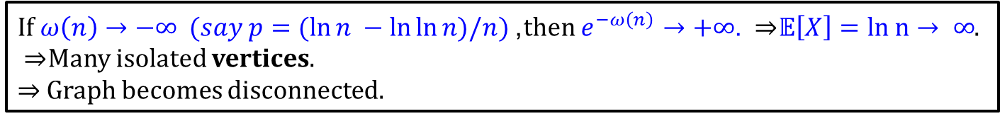 If ω(n) → −∞ (say p = (ln n − ln ln n)/n) ,then e^{−ω(n)} → +∞. ⇒𝔼[X] = ln n → ∞.
⇒Many isolated vertices.
⇒ Graph becomes disconnected.